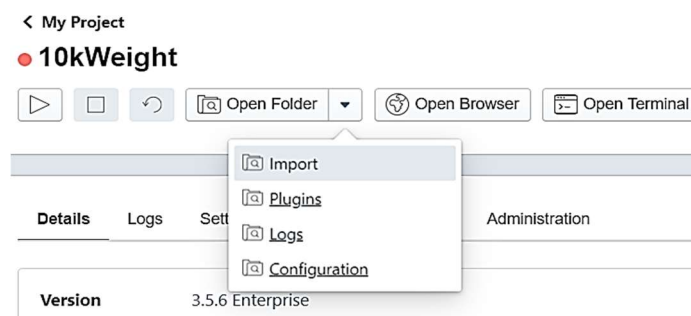 My Project
10kWeight
Open Folder Open Browser Open Terminal
Import
Plugins
Logs
Configuration
Details Logs Sett Administration
Version 3.5.6 Enterprise